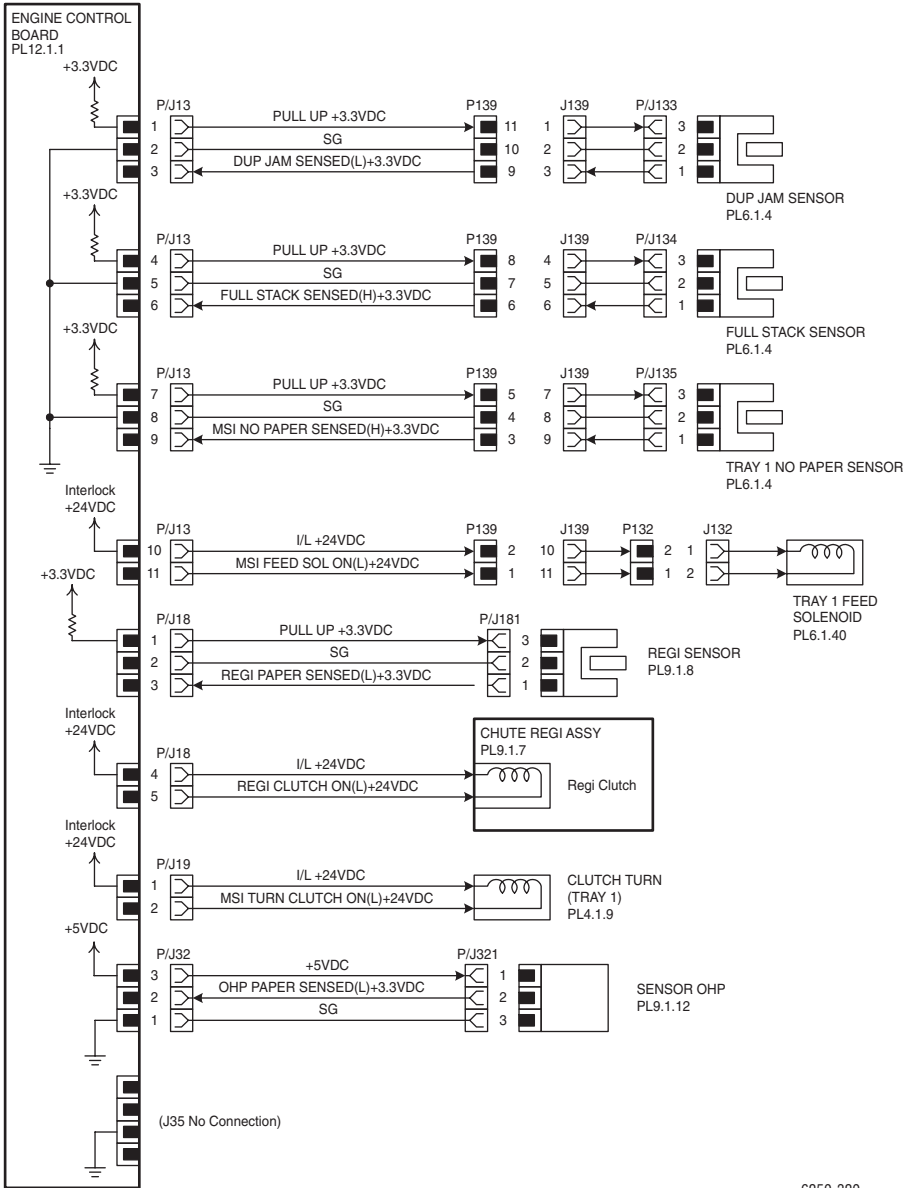 ENGINE CONTROL
BOARD
PL12.1.1
+3.3VDC
P/J13 P139 J139 P/J133
1 PULL UP +3.3VDC 11 1 3
2 SG 10 2 2
3 DUP JAM SENSED(L)+3.3VDC 9 3 1
DUP JAM SENSOR
PL6.1.4
+3.3VDC
P/J13 P139 J139 P/J134
4 PULL UP +3.3VDC 8 4 3
5 SG 7 5 2
6 FULL STACK SENSED(H)+3.3VDC 6 6 1
FULL STACK SENSOR
PL6.1.4
+3.3VDC
P/J13 P139 J139 P/J135
7 PULL UP +3.3VDC 5 7 3
8 SG 4 8 2
9 MSI NO PAPER SENSED(H)+3.3VDC 3 9 1
TRAY 1 NO PAPER SENSOR
PL6.1.4
Interlock
+24VDC
P/J13 P139 J139 P132 J132
10 I/L +24VDC 2 10 2 1
11 MSI FEED SOL ON(L)+24VDC 1 11 1 2
TRAY 1 FEED
SOLENOID
PL6.1.40
+3.3VDC
P/J18 P/J181
1 PULL UP +3.3VDC 3
2 SG 2
3 REGI PAPER SENSED(L)+3.3VDC 1
REGI SENSOR
PL9.1.8
Interlock
+24VDC
P/J18
4 I/L +24VDC
5 REGI CLUTCH ON(L)+24VDC
CHUTE REGI ASSY
PL9.1.7
Regi Clutch
Interlock
+24VDC
P/J19
1 I/L +24VDC
2 MSI TURN CLUTCH ON(L)+24VDC
CLUTCH TURN
(TRAY 1)
PL4.1.9
+5VDC
P/J32 P/J321
3 +5VDC 1
2 OHP PAPER SENSED(L)+3.3VDC 2
1 SG 3
SENSOR OHP
PL9.1.12
(J35 No Connection)